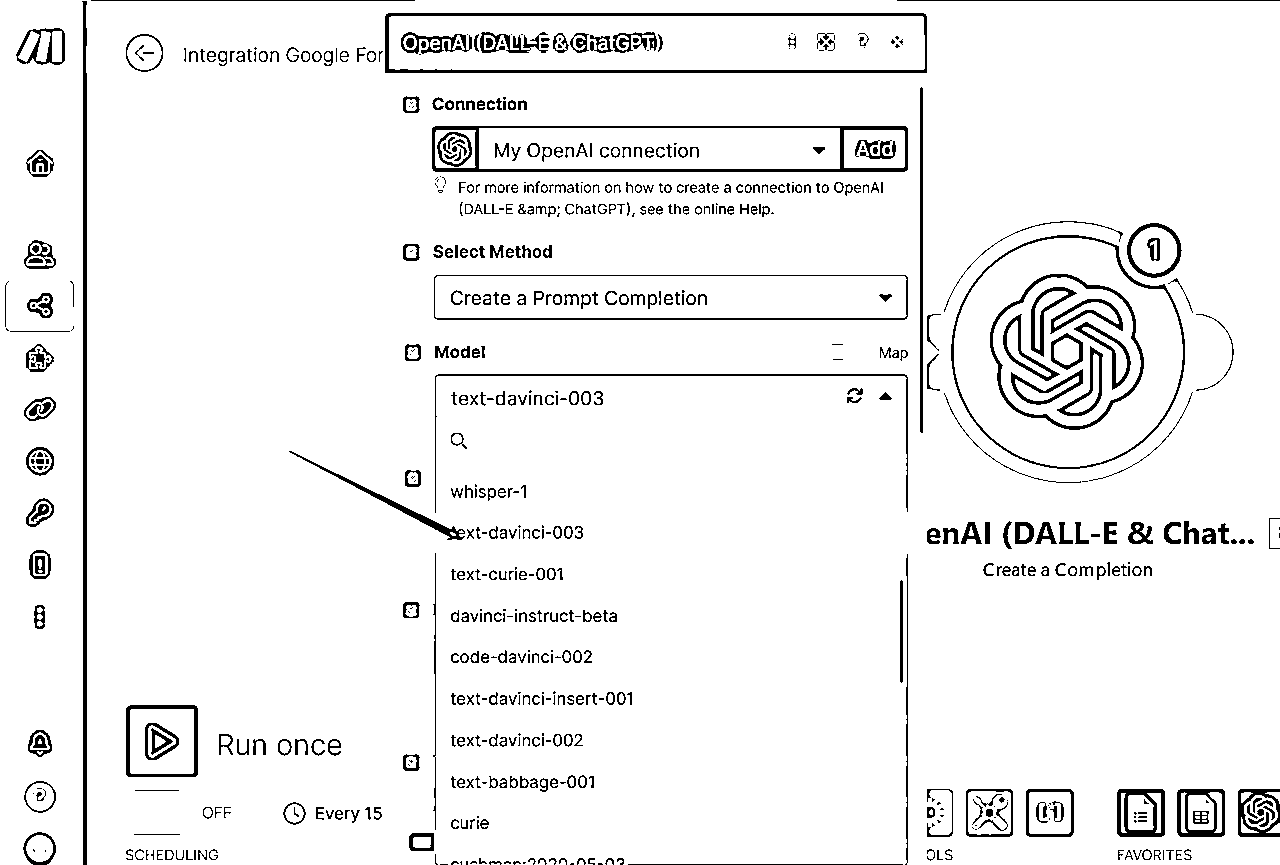 Integration Google For
OpenAI (DALL-E & ChatGPT)
Connection
My OpenAI connection
Add
For more information on how to create a connection to OpenAI
(DALL-E &amp; ChatGPT), see the online Help.
Select Method
Create a Prompt Completion
Model
Map
text-davinci-003
whisper-1
text-davinci-003
text-curie-001
davinci-instruct-beta
code-davinci-002
text-davinci-insert-001
text-davinci-002
text-babbage-001
curie
cushman:2020-05-03
1
enAI (DALL-E & Chat...
Create a Completion
Run once
OFF
Every 15
SCHEDULING
OLS
FAVORITES